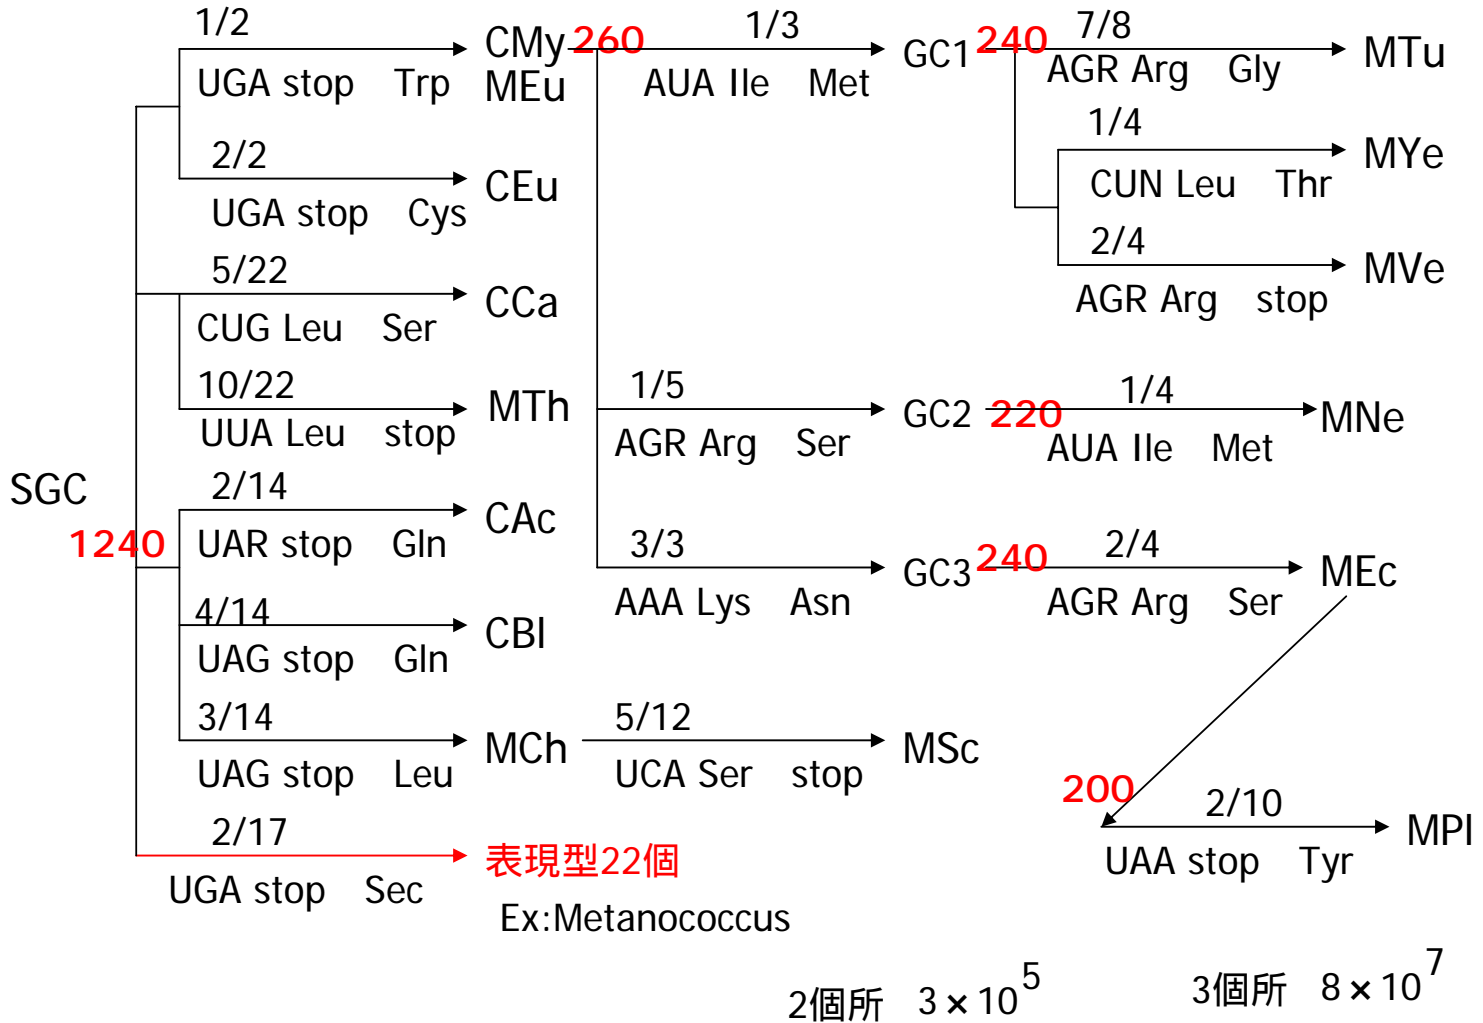 1/2
UGA stop Trp
CMy
MEu
260
1/3
AUA Ile Met
GC1
240
7/8
AGR Arg Gly
MTu
1/4
CUN Leu Thr
MYe
2/4
AGR Arg stop
MVe
2/2
UGA stop Cys
CEu
5/22
CUG Leu Ser
CCa
10/22
UUA Leu stop
MTh
1/5
AGR Arg Ser
GC2
220
1/4
AUA Ile Met
MNe
SGC
1240
2/14
UAR stop Gln
CAc
3/3
AAA Lys Asn
GC3
240
2/4
AGR Arg Ser
MEc
4/14
UAG stop Gln
CBl
3/14
UAG stop Leu
MCh
5/12
UCA Ser stop
MSc
200
2/10
UAA stop Tyr
MPl
2/17
UGA stop Sec
表現型22個
Ex:Metanococcus
2個所 3×10^5
3個所 8×10^7